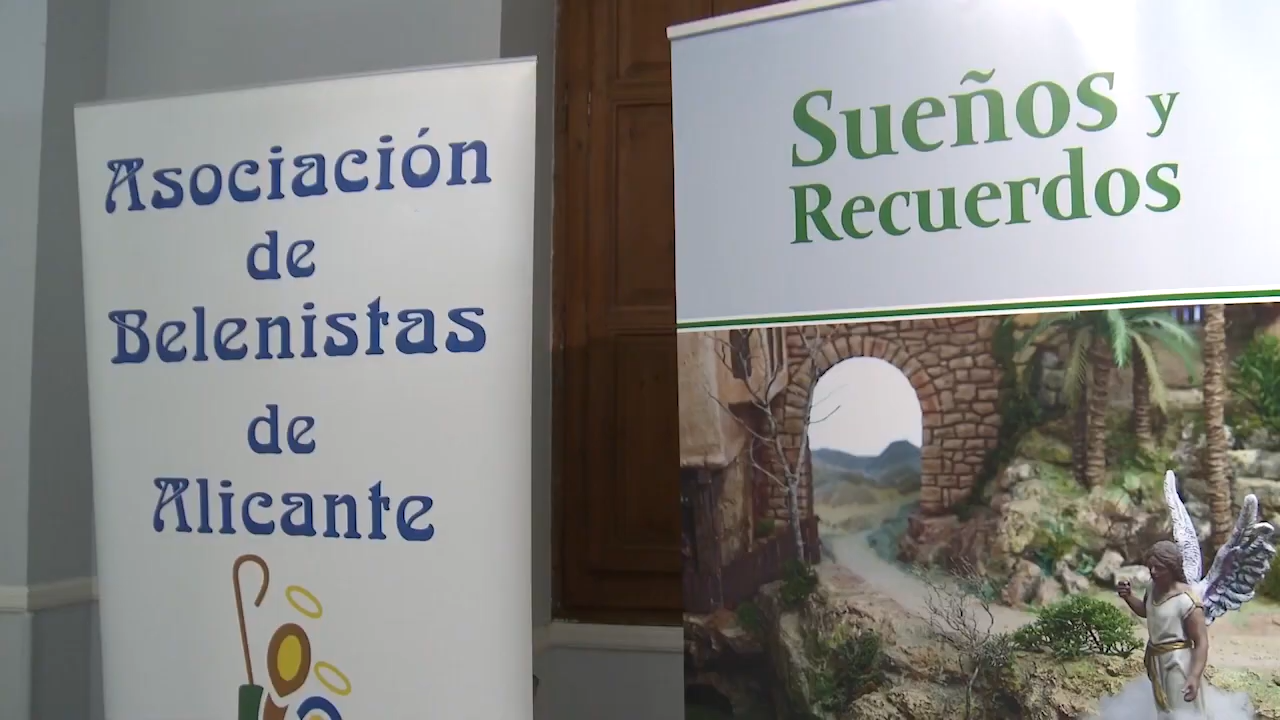 Asociación
de
Belenistas
de
Alicante
Sueños y
Recuerdos